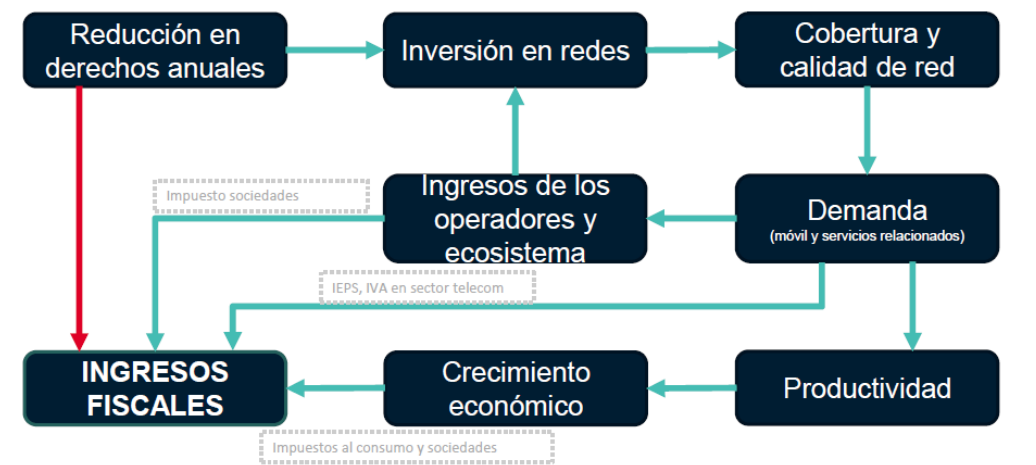 Reducción en
derechos anuales
Inversión en redes
Cobertura y
calidad de red
Impuesto sociedades
Ingresos de los
operadores y
ecosistema
Demanda
(móvil y servicios relacionados)
IEPS, IVA en sector telecom
INGRESOS
FISCALES
Crecimiento
económico
Productividad
Impuestos al consumo y sociedades